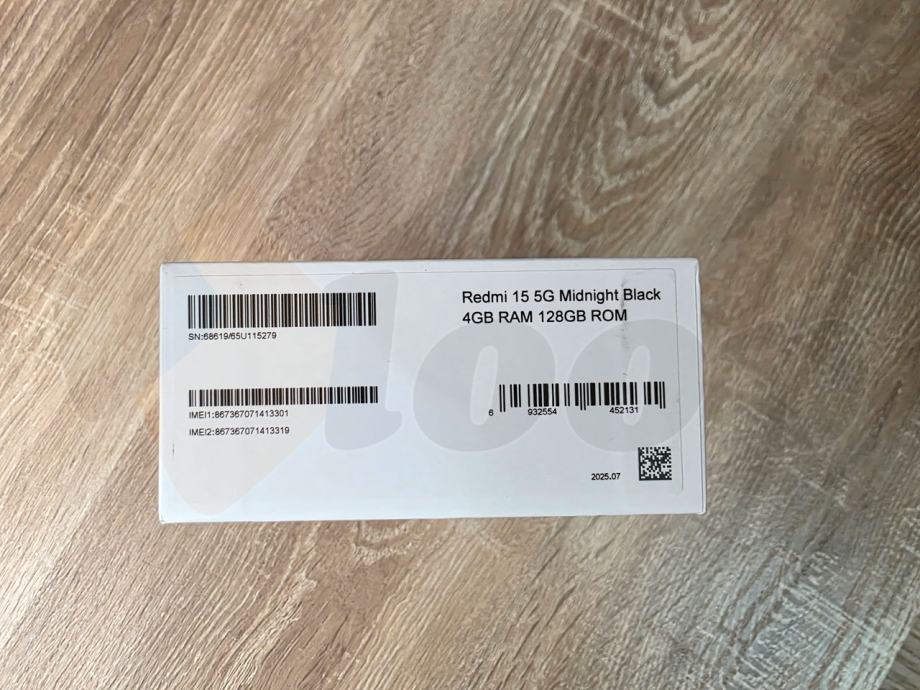 Redmi 15 5G Midnight Black
4GB RAM 128GB ROM
SN:68619/65U115279
IMEI1:867367071413301
IMEI2:867367071413319
6 932554 452131
2025.07
loo